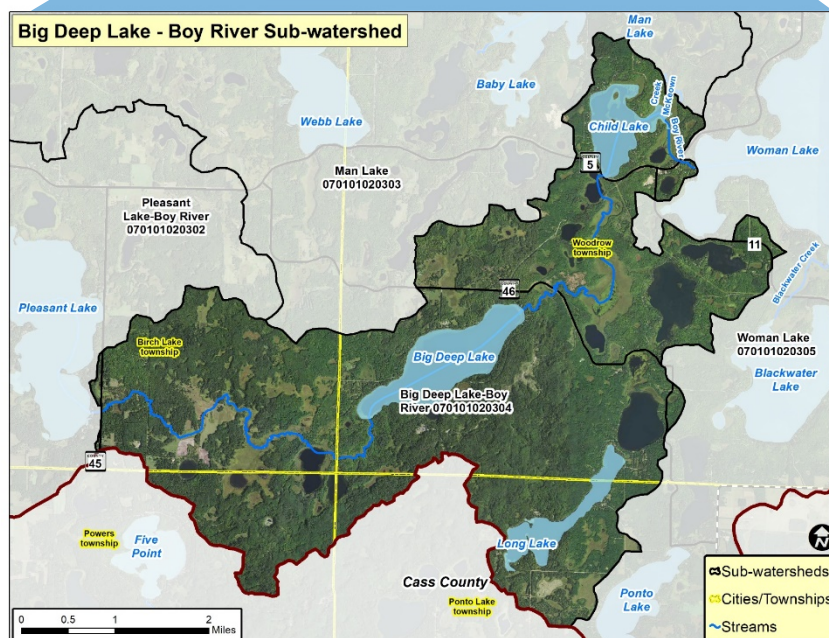 Big Deep Lake - Boy River Sub-watershed
Man
Lake
Baby Lake
Webb Lake
Creek
McKeown
Boy River
Child Lake
Woman Lake
5
Man Lake
070101020303
Pleasant
Lake-Boy River
070101020302
Woodrow
township
11
Blackwater Creek
46
Pleasant Lake
Birch Lake
township
Big Deep Lake
Woman Lake
070101020305
Blackwater
Lake
Big Deep Lake-Boy
River 070101020304
45
Powers
township
Five
Point
Long Lake
N
Cass County
Ponto Lake
township
Ponto
Lake
Sub-watersheds
Cities/Townships
Streams
0 0.5 1 2
Miles